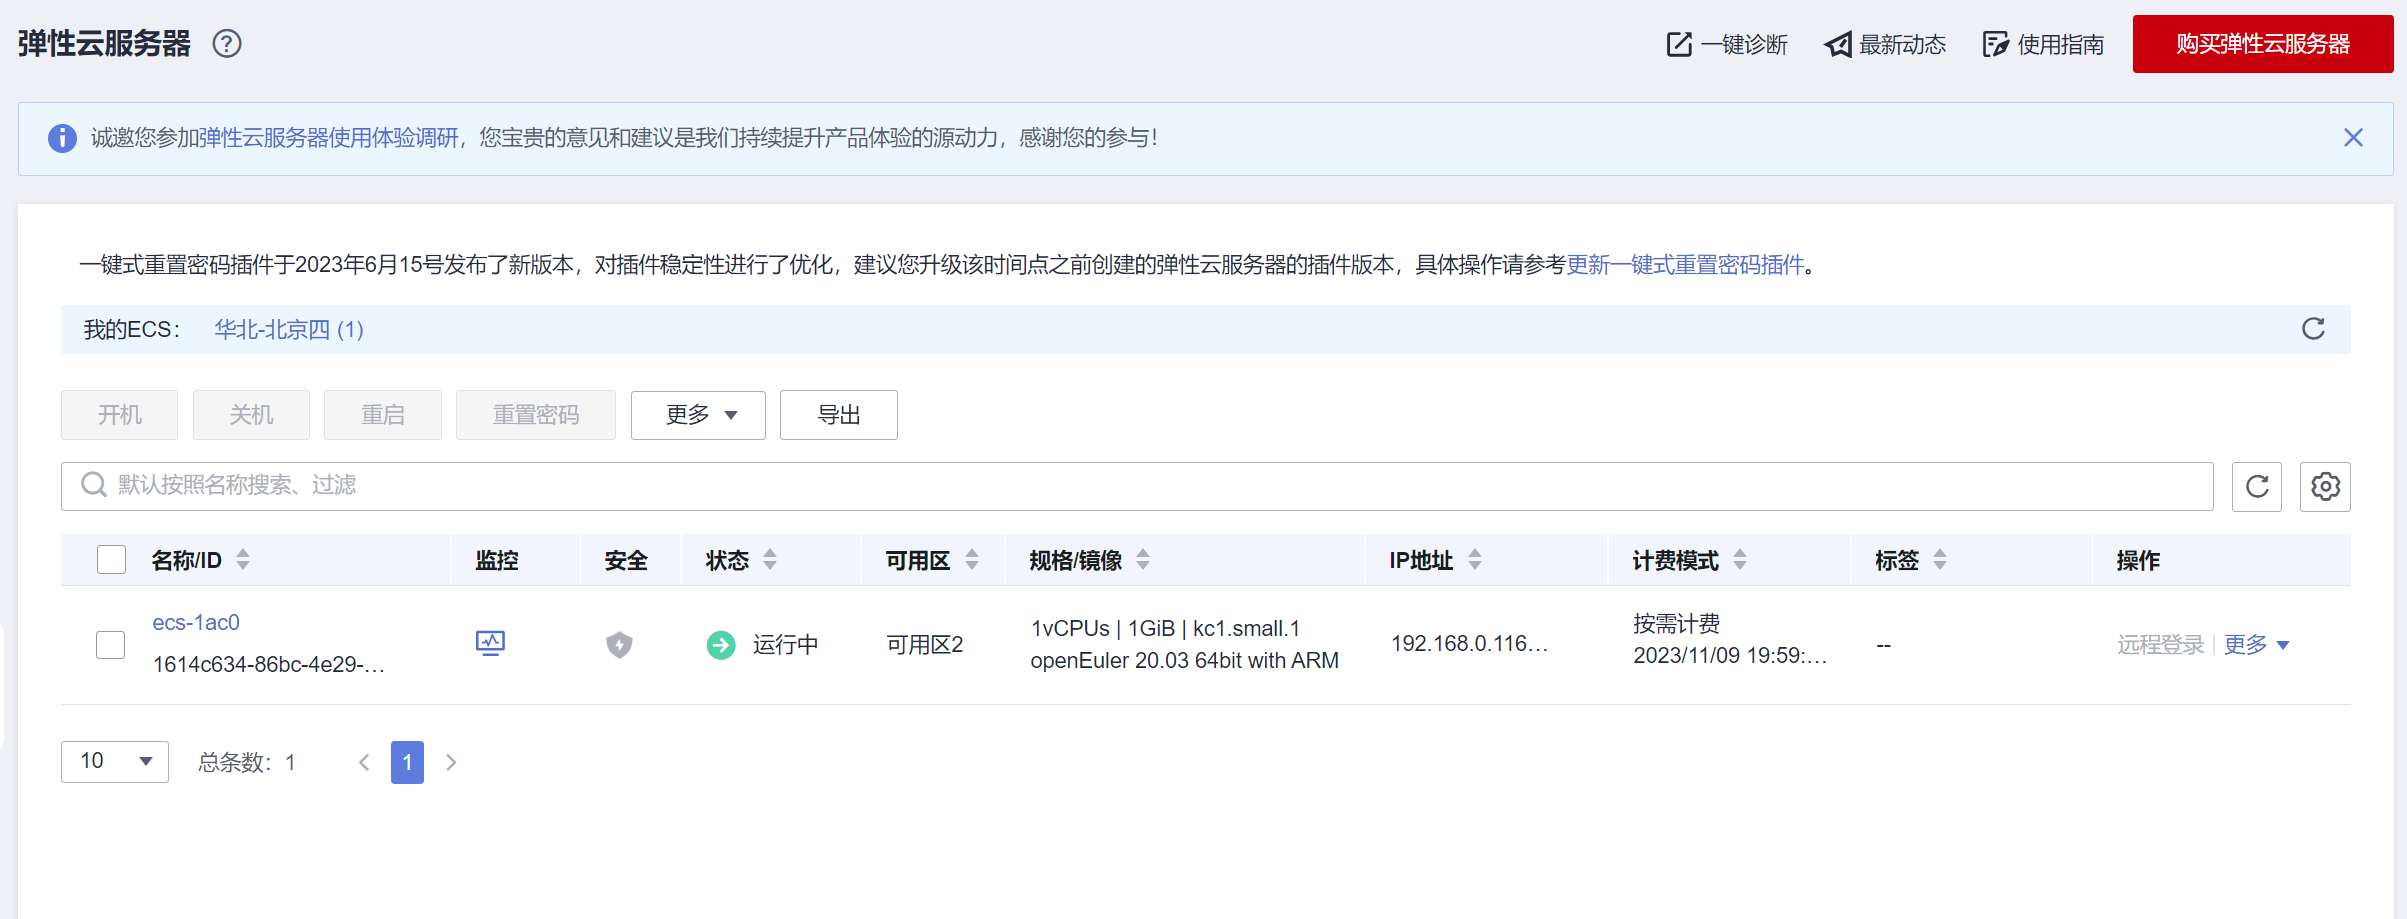 弹性云服务器
一键诊断 最新动态 使用指南 购买弹性云服务器
诚邀您参加弹性云服务器使用体验调研，您宝贵的意见和建议是我们持续提升产品体验的源动力，感谢您的参与！
一键式重置密码插件于2023年6月15号发布了新版本，对插件稳定性进行了优化，建议您升级该时间点之前创建的弹性云服务器的插件版本，具体操作请参考更新一键式重置密码插件。
我的ECS： 华北-北京四 (1)
开机 关机 重启 重置密码 更多 导出
默认按照名称搜索、过滤
名称/ID 监控 安全 状态 可用区 规格/镜像 IP地址 计费模式 标签 操作
ecs-1ac0
1614c634-86bc-4e29-...
运行中
可用区2
1vCPUs | 1GiB | kc1.small.1
openEuler 20.03 64bit with ARM
192.168.0.116...
按需计费
2023/11/09 19:59:...
--
远程登录 | 更多
10 总条数：1 < 1 >